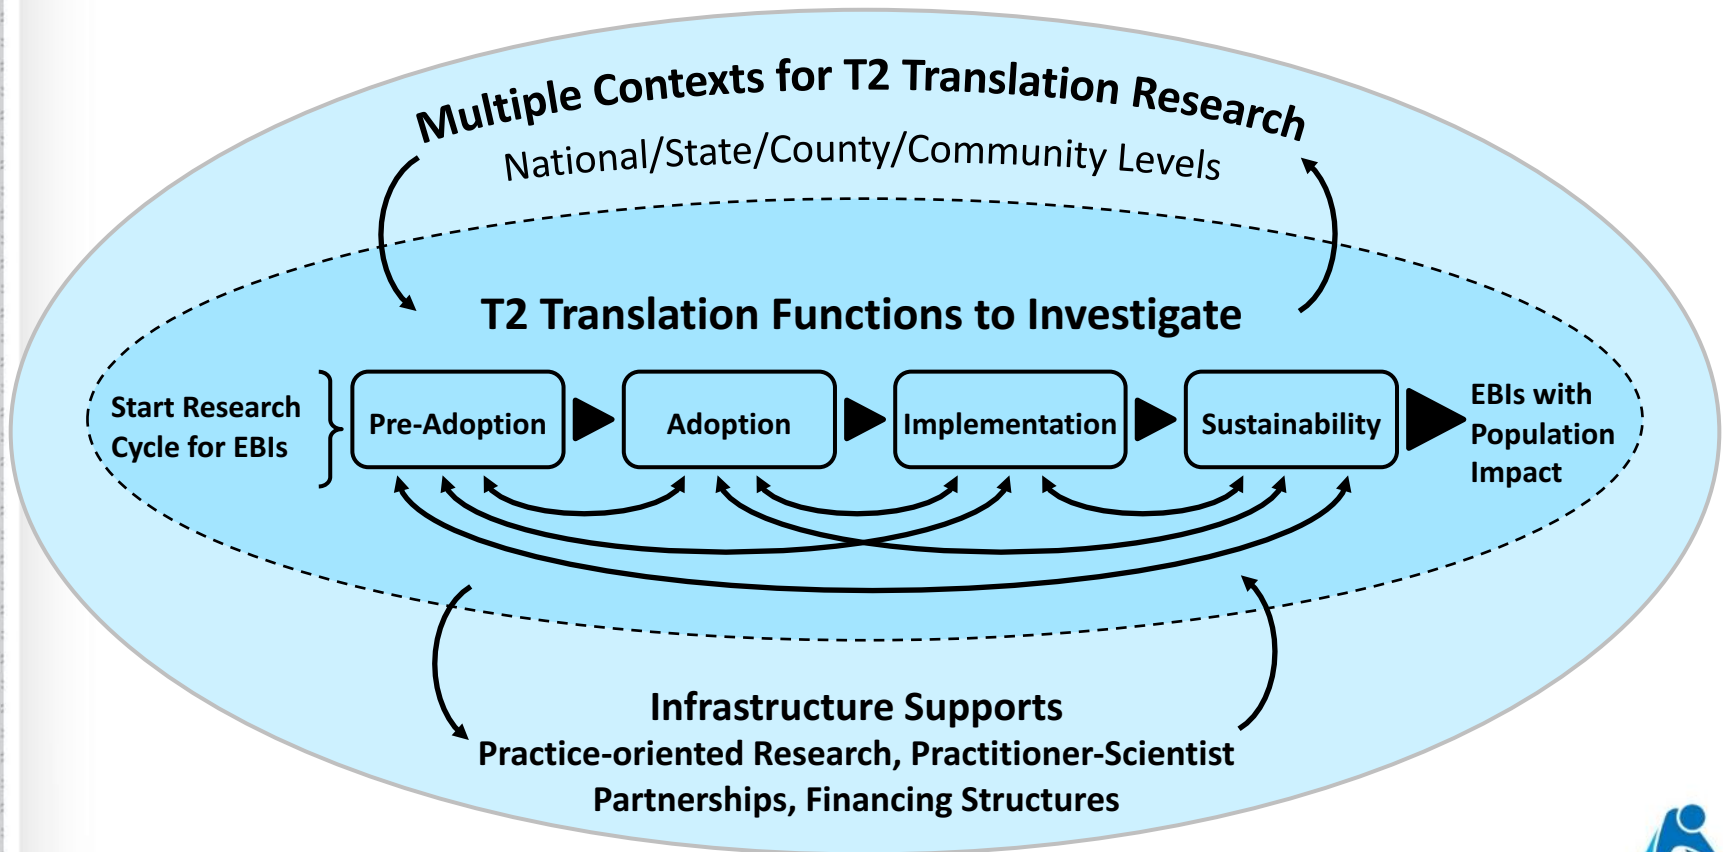 Multiple Contexts for T2 Translation Research
National/State/County/Community Levels
T2 Translation Functions to Investigate
Start Research
Cycle for EBIs
Pre-Adoption
Adoption
Implementation
Sustainability
EBIs with
Population
Impact
Infrastructure Supports
Practice-oriented Research, Practitioner-Scientist
Partnerships, Financing Structures